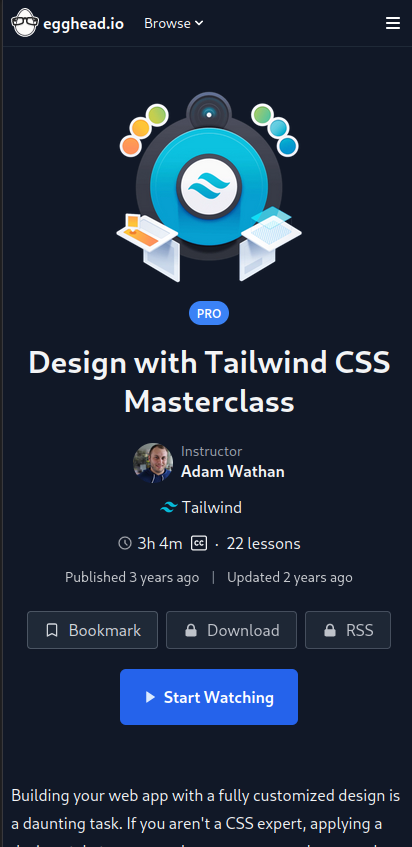 egghead.io Browse
PRO
Design with Tailwind CSS
Masterclass
Instructor
Adam Wathan
Tailwind
3h 4m CC · 22 lessons
Published 3 years ago | Updated 2 years ago
Bookmark Download RSS
Start Watching
Building your web app with a fully customized design is
a daunting task. If you aren't a CSS expert, applying a